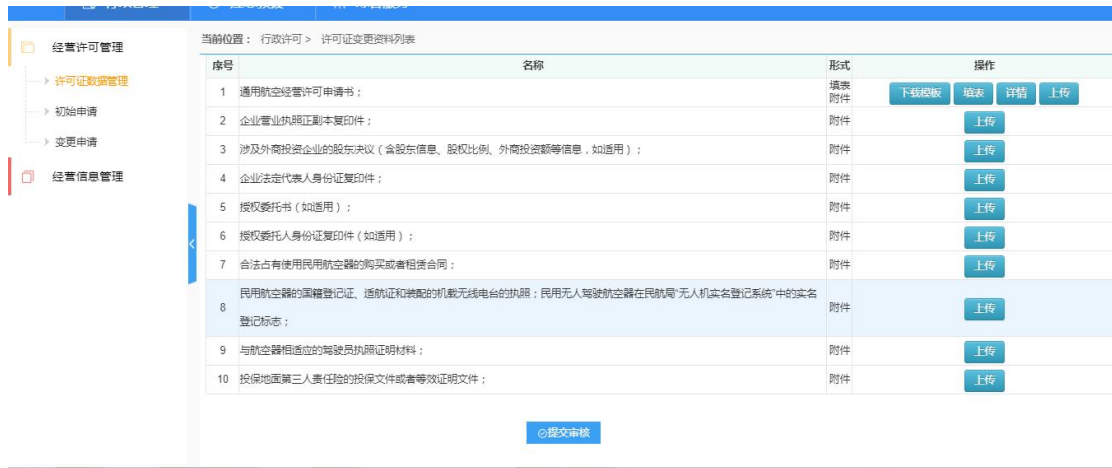 经营许可管理
许可证数据管理
初始申请
变更申请
经营信息管理
当前位置： 行政许可 > 许可证变更资料列表
序号 名称 形式 操作
1 通用航空经营许可申请书； 填表 附件 下载模板 填表 详情 上传
2 企业营业执照正副本复印件； 附件 上传
3 涉及外商投资企业的股东决议（含股东信息、股权比例、外商投资额等信息，如适用）； 附件 上传
4 企业法定代表人身份证复印件； 附件 上传
5 授权委托书（如适用）； 附件 上传
6 授权委托人身份证复印件（如适用）； 附件 上传
7 合法占有使用民用航空器的购买或者租赁合同； 附件 上传
8 民用航空器的国籍登记证、适航证和装配的机载无线电台的执照；民用无人驾驶航空器在民航局“无人机实名登记系统”中的实名
登记标志； 附件 上传
9 与航空器相适应的驾驶员执照证明材料； 附件 上传
10 投保地面第三人责任险的投保文件或者等效证明文件； 附件 上传
提交审核